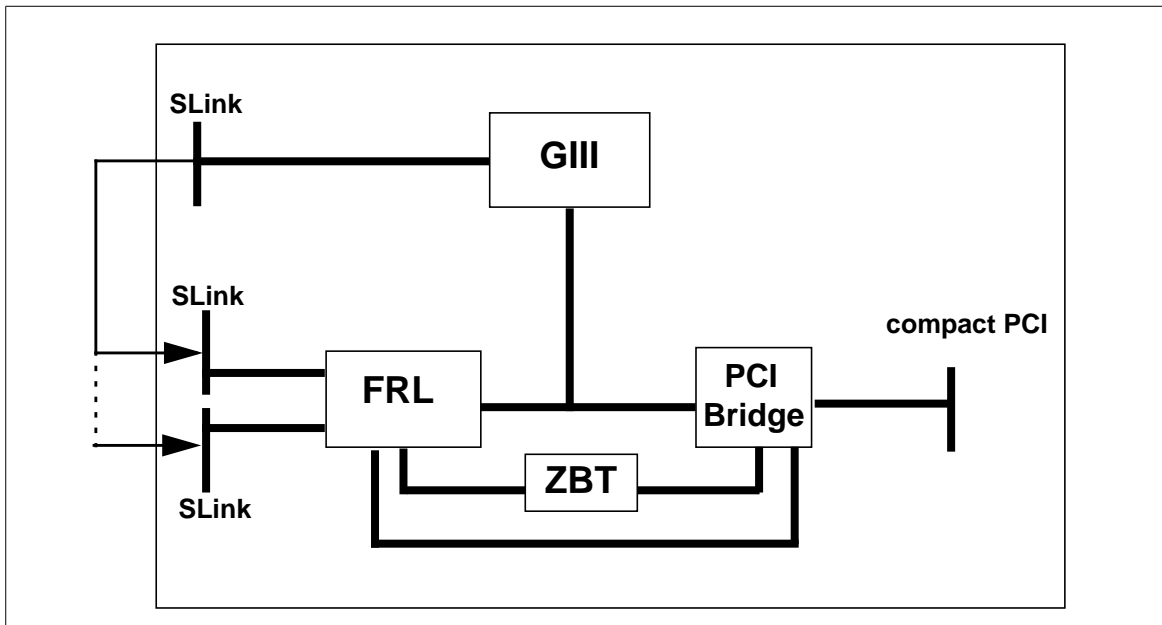 SLink
GIII
SLink
compact PCI
FRL
PCI
Bridge
ZBT
SLink